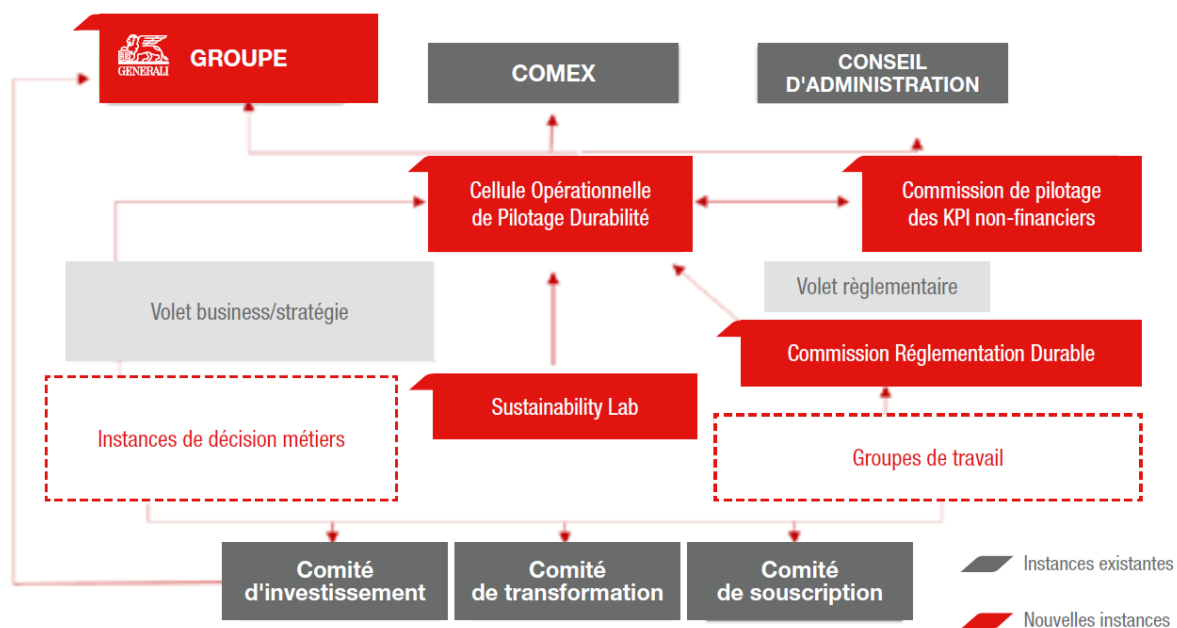 GENERALI
GROUPE
COMEX
CONSEIL
D'ADMINISTRATION
Cellule Opérationnelle
de Pilotage Durabilité
Commission de pilotage
des KPI non-financiers
Volet business/stratégie
Volet règlementaire
Commission Réglementation Durable
Sustainability Lab
Instances de décision métiers
Groupes de travail
Comité
d'investissement
Comité
de transformation
Comité
de souscription
Instances existantes
Nouvelles instances